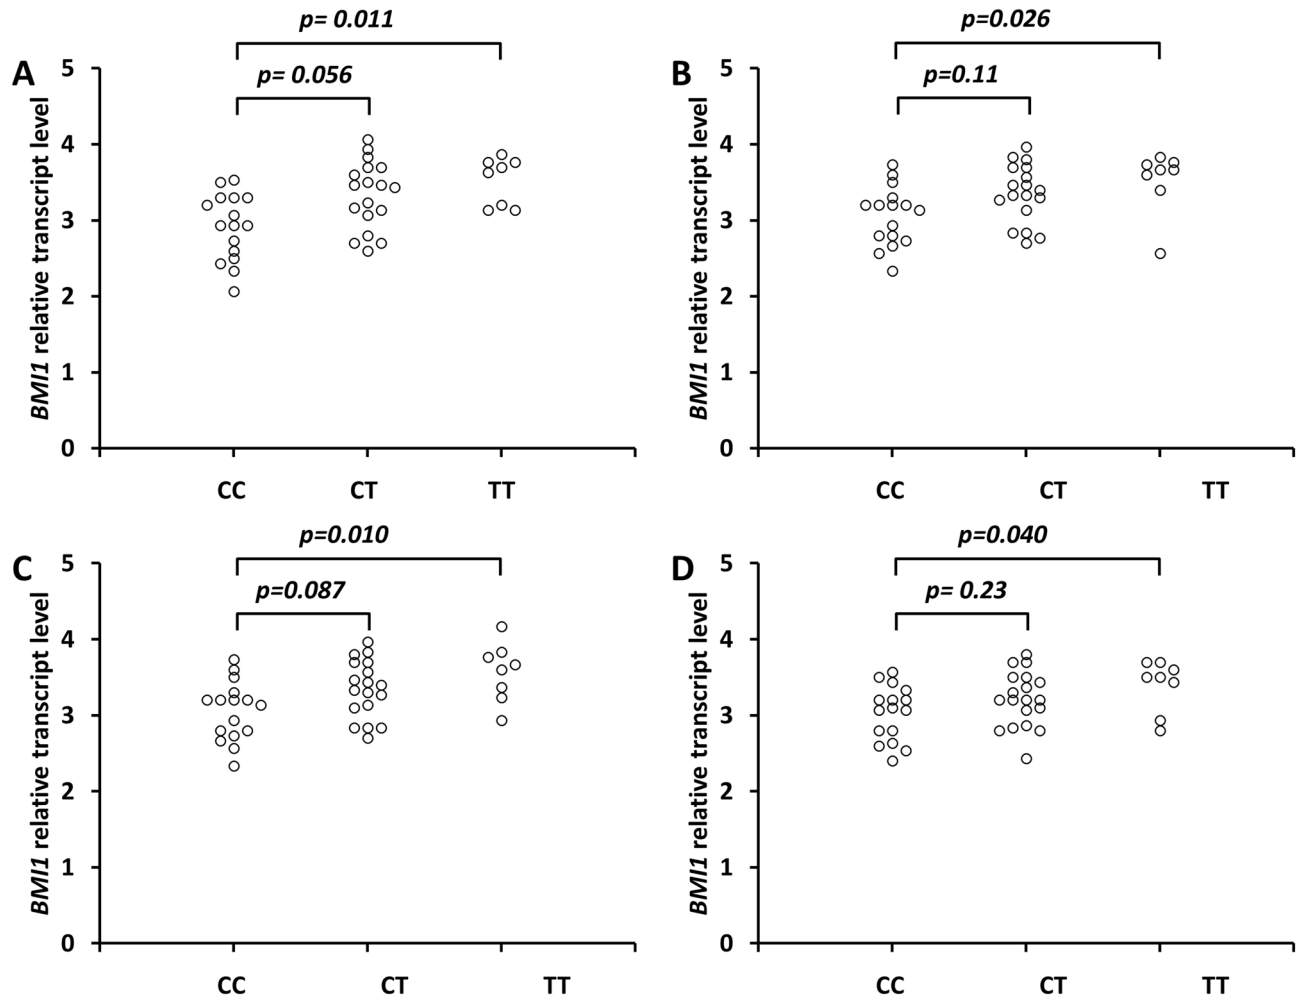 A
p= 0.011
p= 0.056
BMI1 relative transcript level
5
4
3
2
1
0
CC CT TT
B
p=0.026
p=0.11
BMI1 relative transcript level
5
4
3
2
1
0
CC CT TT
C
p=0.010
p=0.087
BMI1 relative transcript level
5
4
3
2
1
0
CC CT TT
D
p=0.040
p= 0.23
BMI1 relative transcript level
5
4
3
2
1
0
CC CT TT